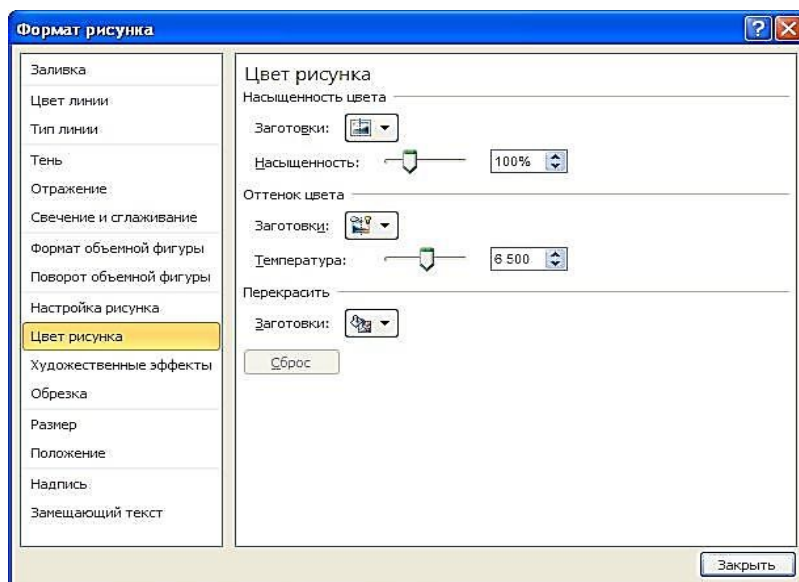 Формат рисунка
Заливка
Цвет линии
Тип линии
Тень
Отражение
Свечение и сглаживание
Формат объемной фигуры
Поворот объемной фигуры
Настройка рисунка
Цвет рисунка
Художественные эффекты
Обрезка
Размер
Положение
Надпись
Замещающий текст
Цвет рисунка
Насыщенность цвета
Заготовки:
Насыщенность: 100%
Оттенок цвета
Заготовки:
Температура: 6 500
Перекрасить
Заготовки:
Сброс
Закрыть